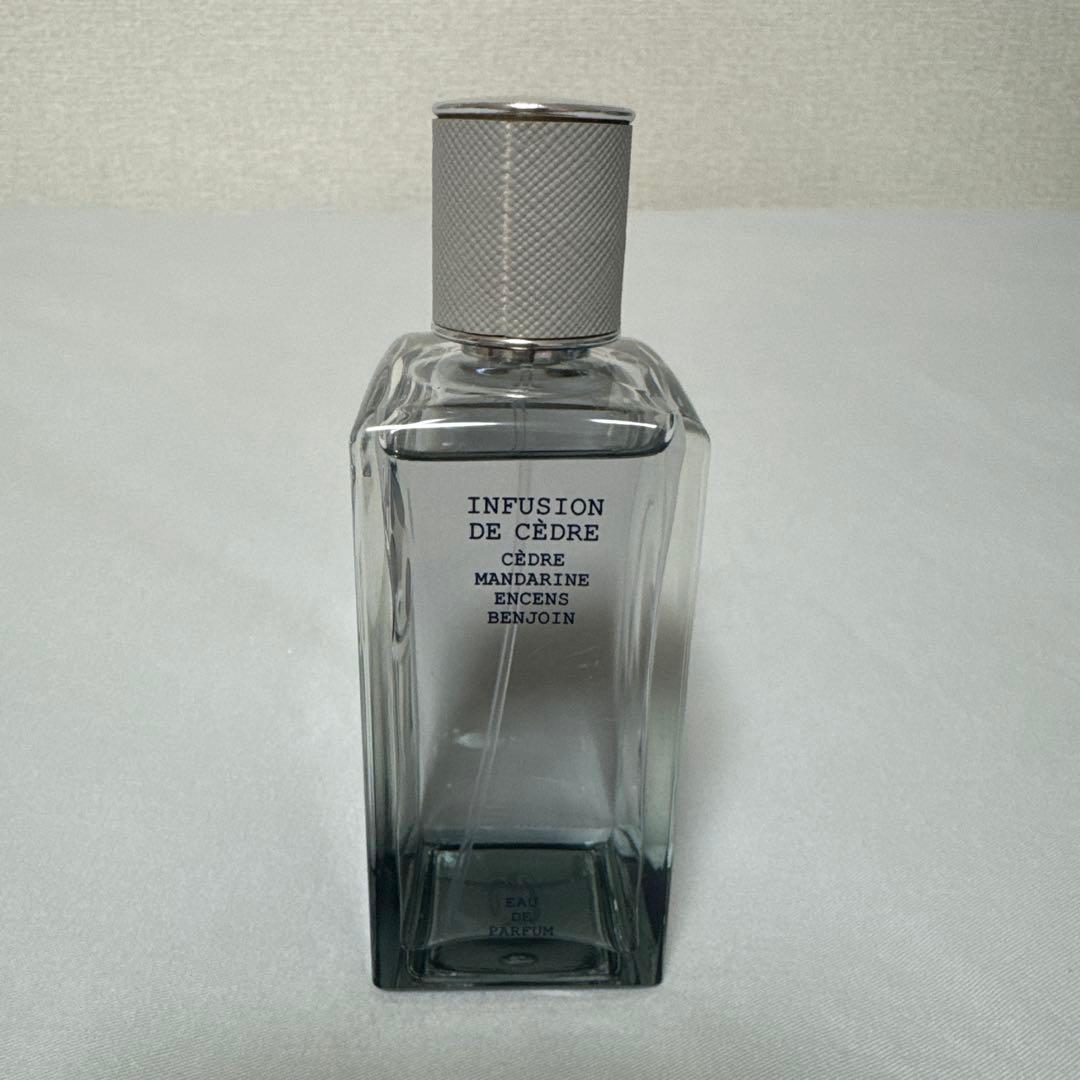 INFUSION
DE CÈDRE
CÈDRE
MANDARINE
ENCENS
BENJOIN
EAU
DE
PARFUM